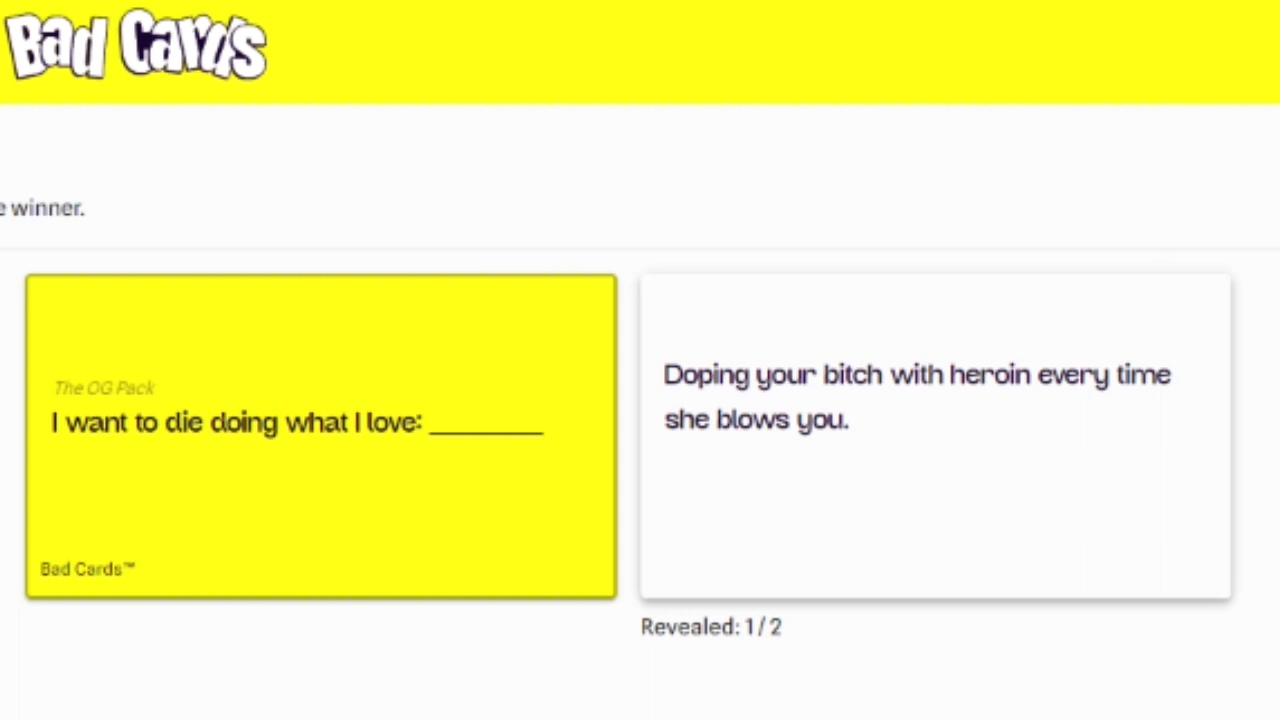 Bad Cards
e winner.
The OG Pack
I want to die doing what I love: __________
Bad Cards™
Doping your bitch with heroin every time
she blows you.
Revealed: 1 / 2